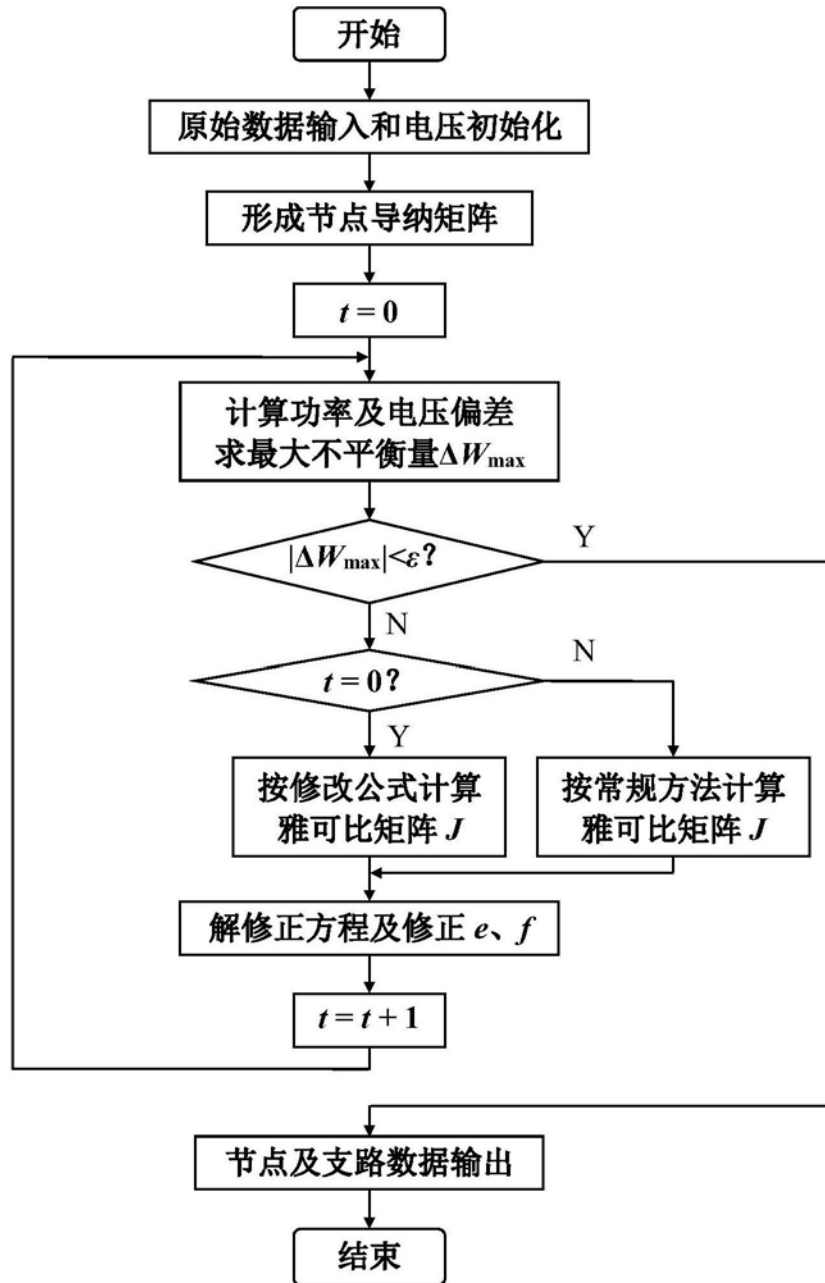 开始
原始数据输入和电压初始化
形成节点导纳矩阵
t = 0
计算功率及电压偏差
求最大不平衡量ΔWmax
|ΔWmax|<ε?
Y
N
t = 0?
N
Y
按修改公式计算
雅可比矩阵 J
按常规方法计算
雅可比矩阵 J
解修正方程及修正 e、f
t = t + 1
节点及支路数据输出
结束